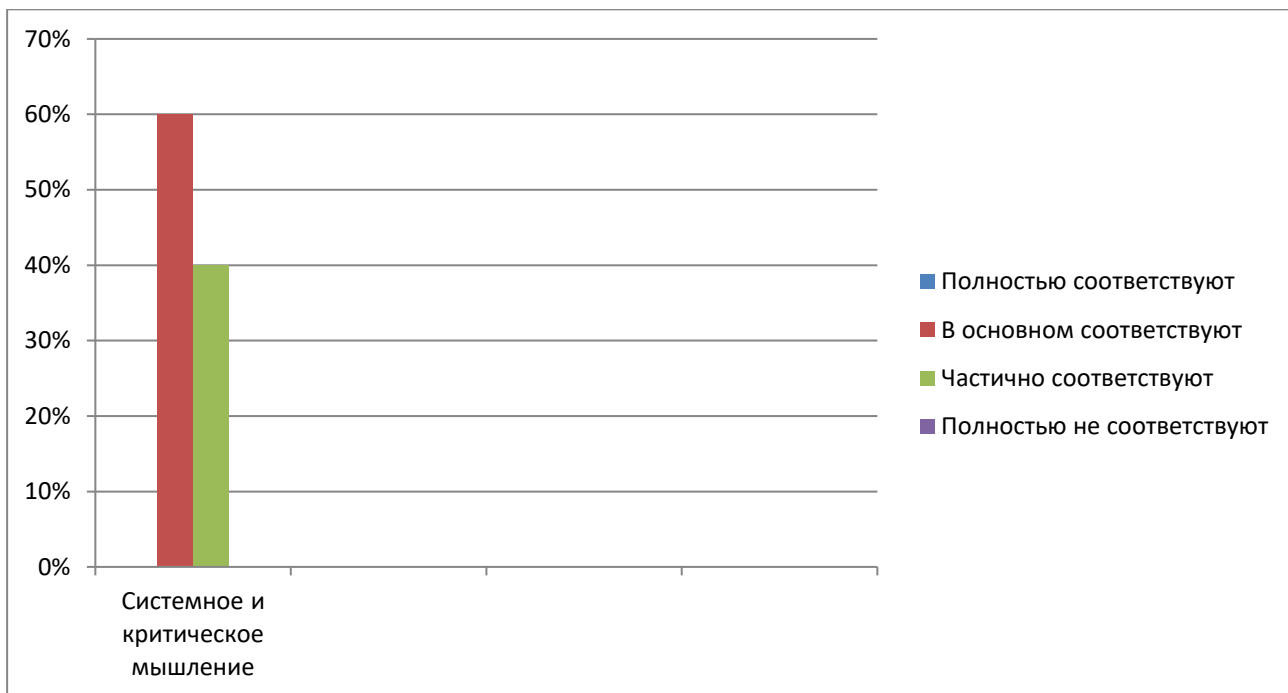 70%
60%
50%
40%
30%
20%
10%
0%
Системное и
критическое
мышление
Полностью соответствуют
В основном соответствуют
Частично соответствуют
Полностью не соответствуют